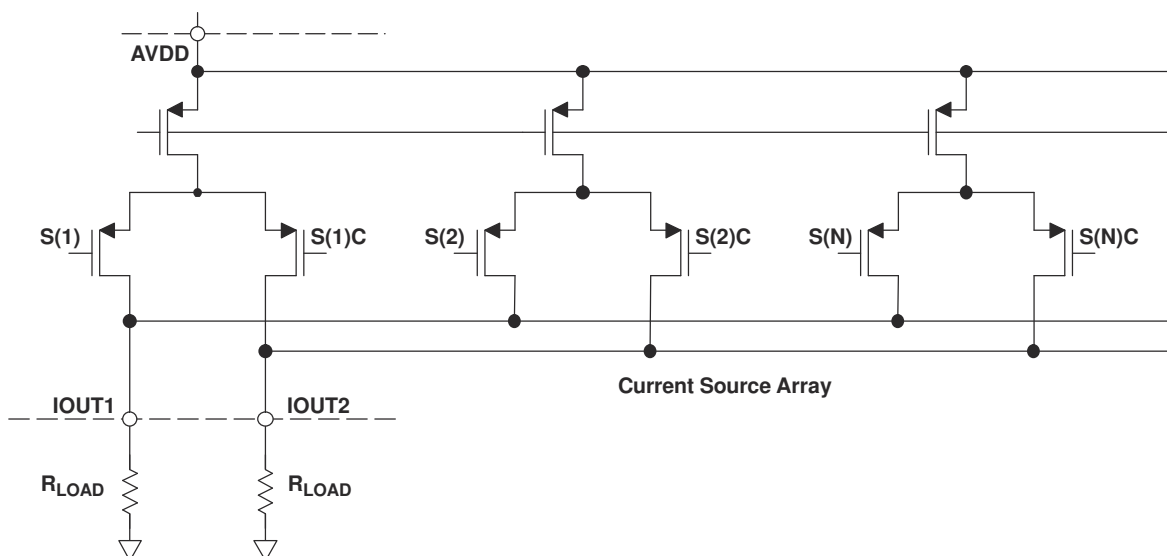 AVDD
S(1)
S(1)C
S(2)
S(2)C
S(N)
S(N)C
Current Source Array
IOUT1
IOUT2
RLOAD
RLOAD